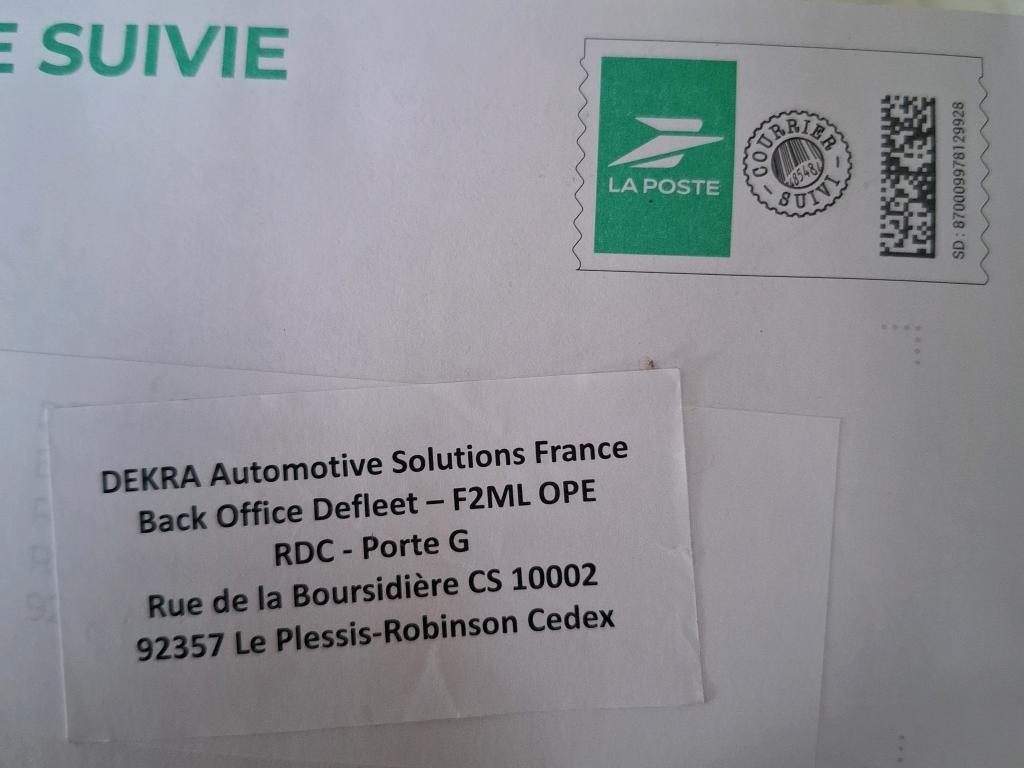 E SUIVIE
LA POSTE
COURRIER
SUIVI
SD : 8700099978129928
DEKRA Automotive Solutions France
Back Office Defleet – F2ML OPE
RDC - Porte G
Rue de la Boursidière CS 10002
92357 Le Plessis-Robinson Cedex